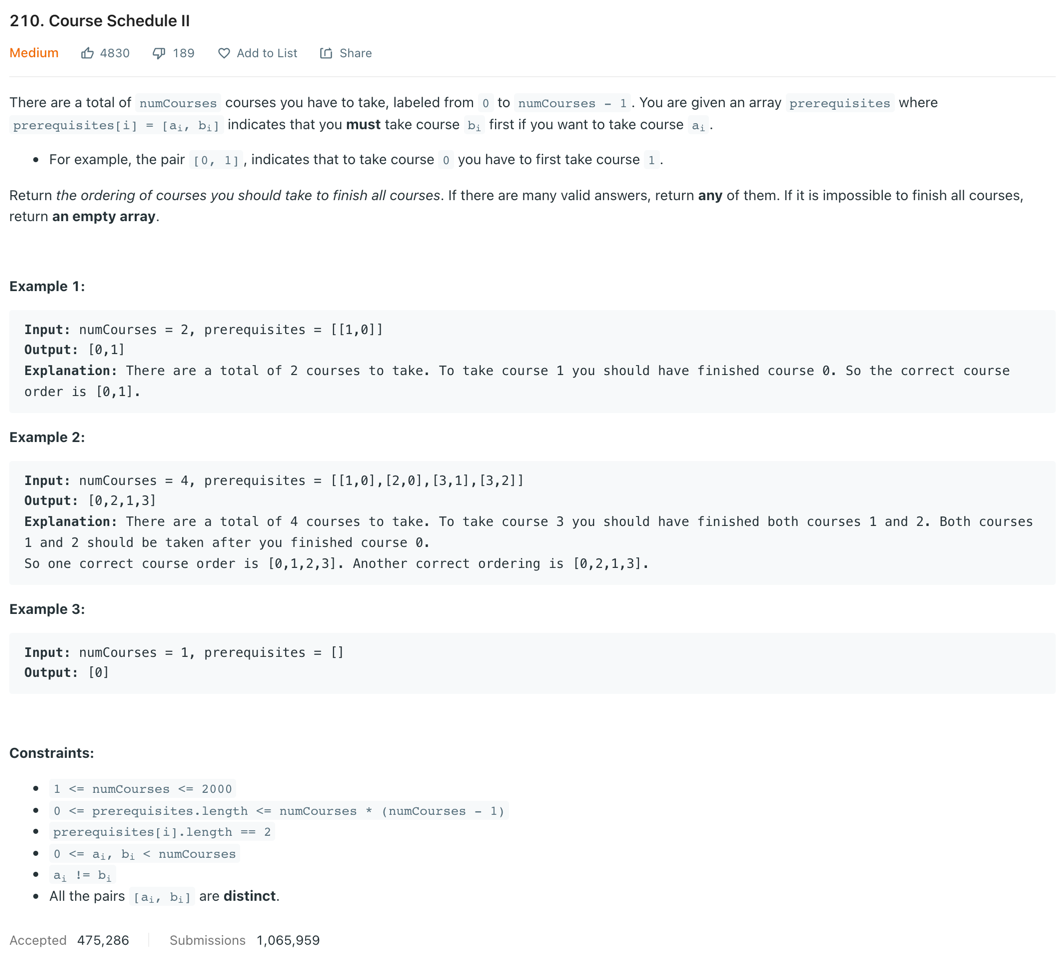 210. Course Schedule II
Medium 4830 189 Add to List Share
There are a total of numCourses courses you have to take, labeled from 0 to numCourses - 1. You are given an array prerequisites where
prerequisites[i] = [ai, bi] indicates that you must take course bi first if you want to take course ai.
• For example, the pair [0, 1], indicates that to take course 0 you have to first take course 1.
Return the ordering of courses you should take to finish all courses. If there are many valid answers, return any of them. If it is impossible to finish all courses,
return an empty array.
Example 1:
Input: numCourses = 2, prerequisites = [[1,0]]
Output: [0,1]
Explanation: There are a total of 2 courses to take. To take course 1 you should have finished course 0. So the correct course
order is [0,1].
Example 2:
Input: numCourses = 4, prerequisites = [[1,0],[2,0],[3,1],[3,2]]
Output: [0,2,1,3]
Explanation: There are a total of 4 courses to take. To take course 3 you should have finished both courses 1 and 2. Both courses
1 and 2 should be taken after you finished course 0.
So one correct course order is [0,1,2,3]. Another correct ordering is [0,2,1,3].
Example 3:
Input: numCourses = 1, prerequisites = []
Output: [0]
Constraints:
• 1 <= numCourses <= 2000
• 0 <= prerequisites.length <= numCourses * (numCourses - 1)
• prerequisites[i].length == 2
• 0 <= ai, bi < numCourses
• ai != bi
• All the pairs [ai, bi] are distinct.
Accepted 475,286 Submissions 1,065,959